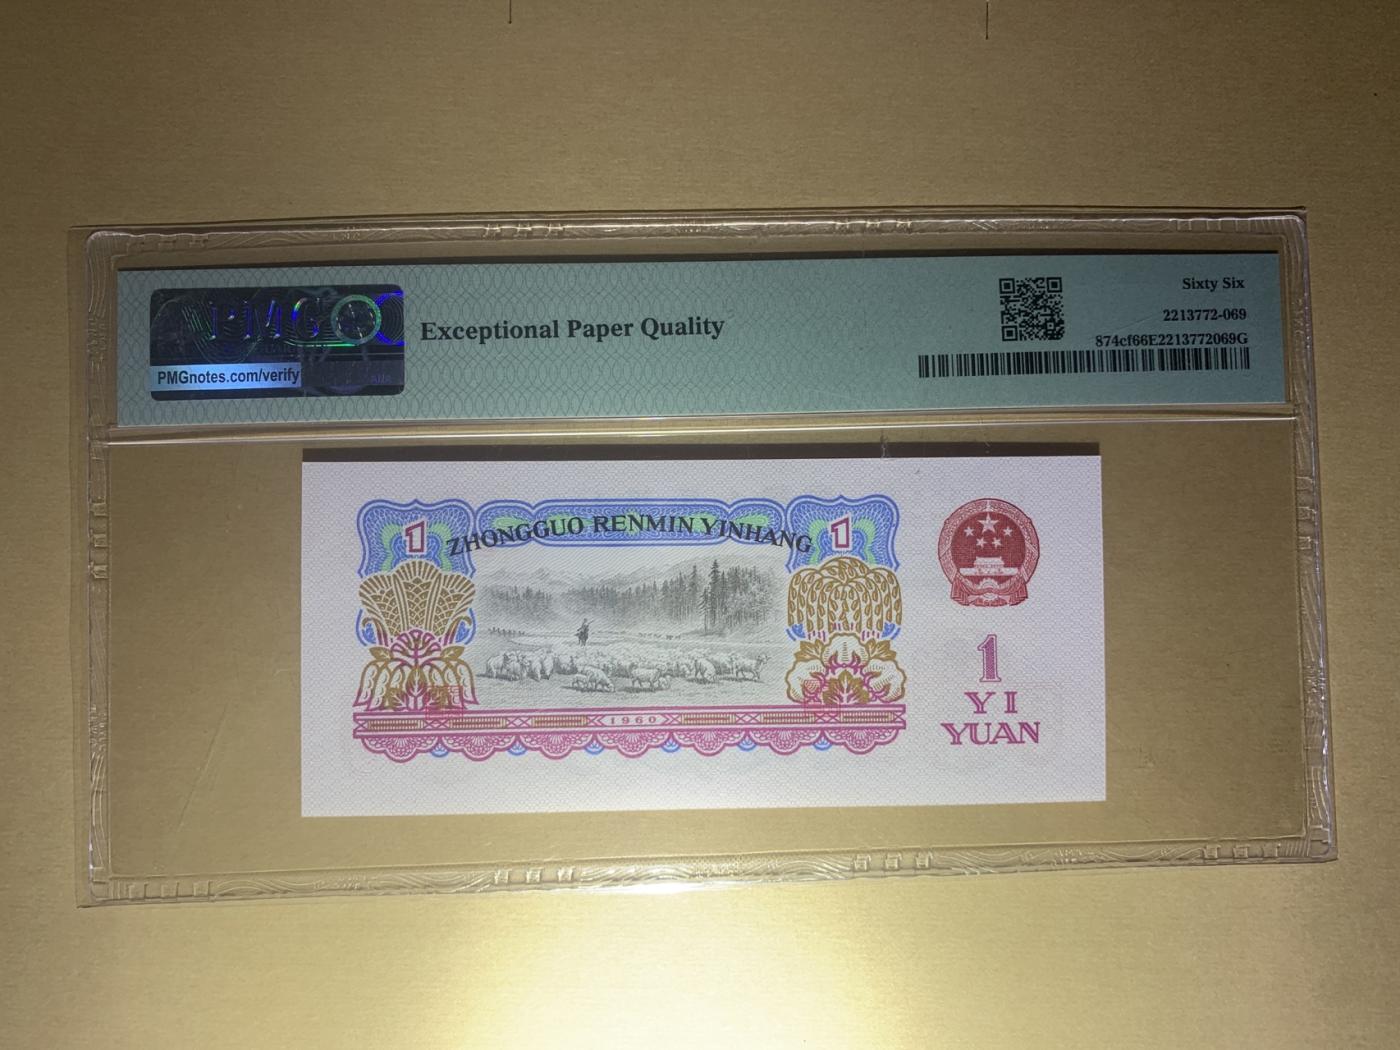 PMG
PMGnotes.com/verify
Exceptional Paper Quality
Sixty Six
2213772-069
874cf66E2213772069G
1
ZHONGGUO RENMIN YINHANG
1
1960
1
YI
YUAN